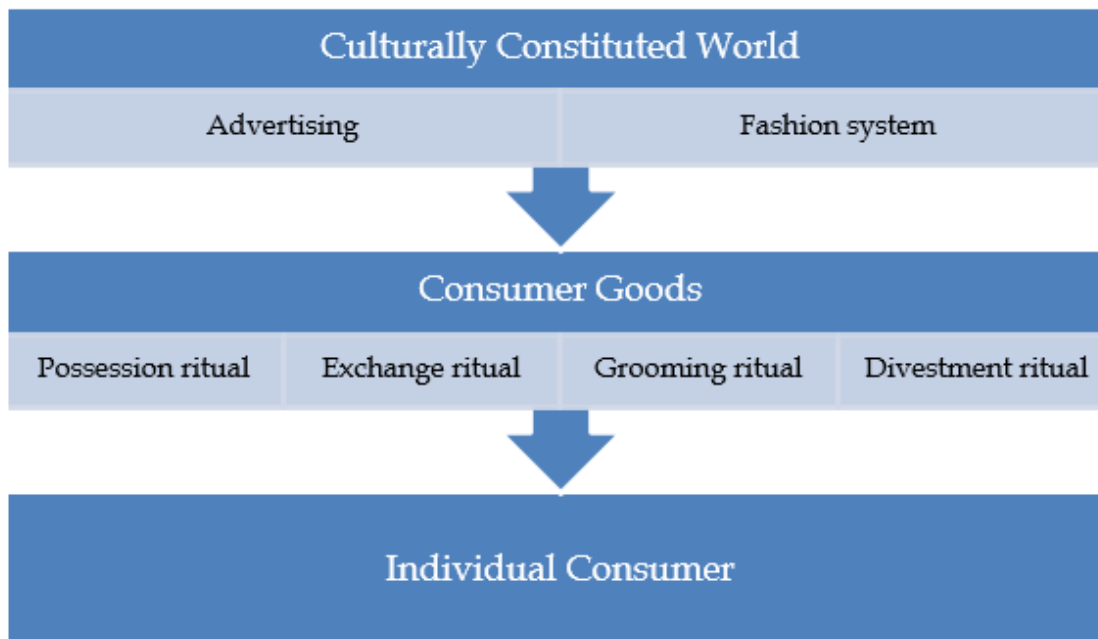 Culturally Constituted World
Advertising
Fashion system
Consumer Goods
Possession ritual
Exchange ritual
Grooming ritual
Divestment ritual
Individual Consumer